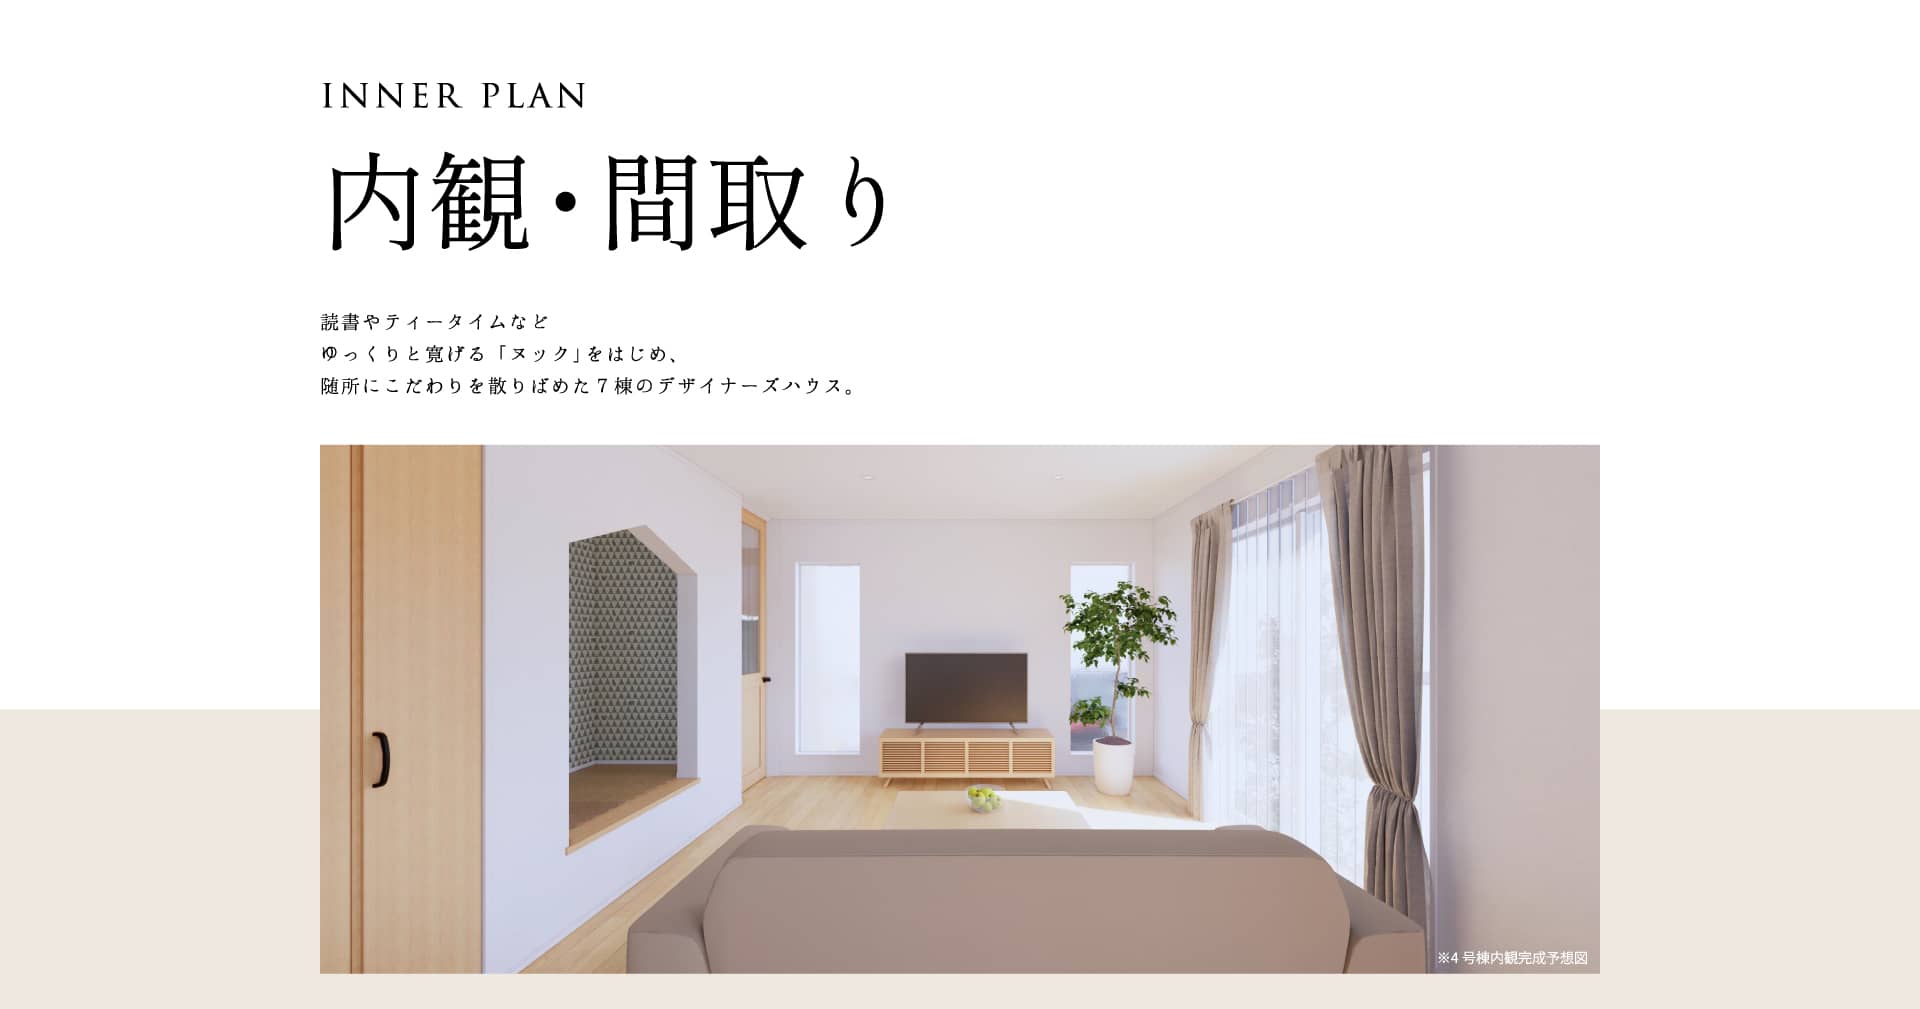 INNER PLAN
内観・間取り
読書やティータイムなど
ゆっくりと寛げる「ヌック」をはじめ、
随所にこだわりを散りばめた７棟のデザイナーズハウス。
※4 号棟内観完成予想図